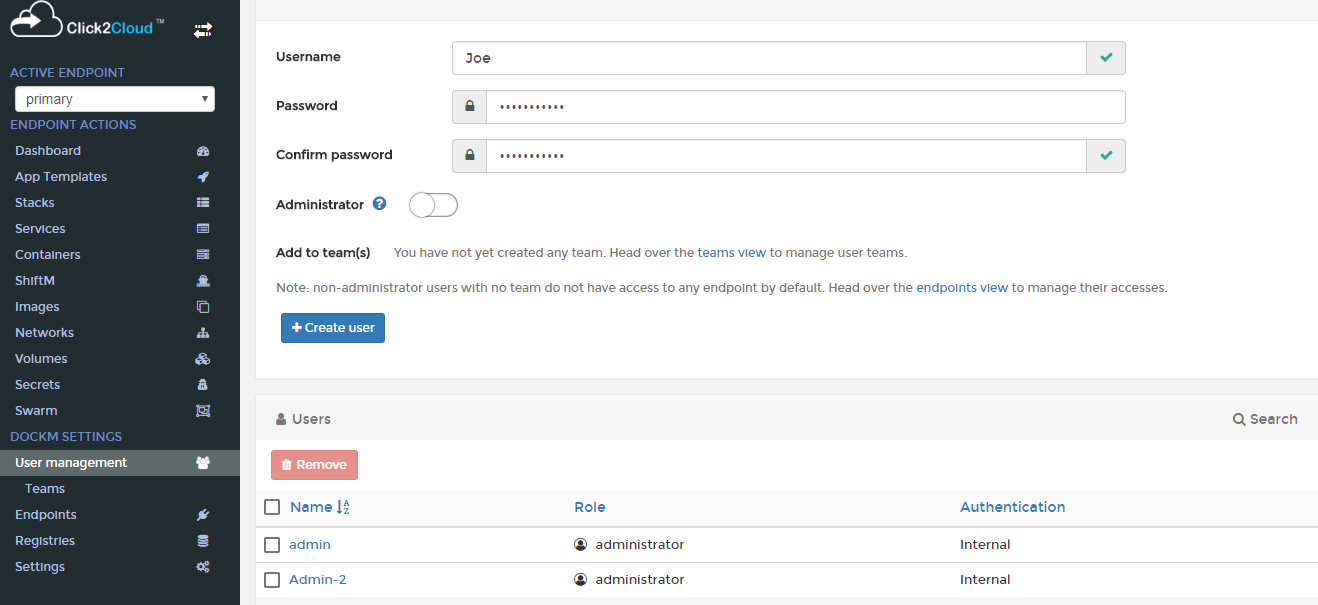 Click2Cloud™
ACTIVE ENDPOINT
primary
ENDPOINT ACTIONS
Dashboard
App Templates
Stacks
Services
Containers
ShiftM
Images
Networks
Volumes
Secrets
Swarm
DOCKM SETTINGS
User management
Teams
Endpoints
Registries
Settings
Username Joe
Password •••••••••••
Confirm password •••••••••••
Administrator ?
Add to team(s) You have not yet created any team. Head over the teams view to manage user teams.
Note: non-administrator users with no team do not have access to any endpoint by default. Head over the endpoints view to manage their accesses.
+ Create user
Users Search
Remove
Name Role Authentication
admin administrator Internal
Admin-2 administrator Internal